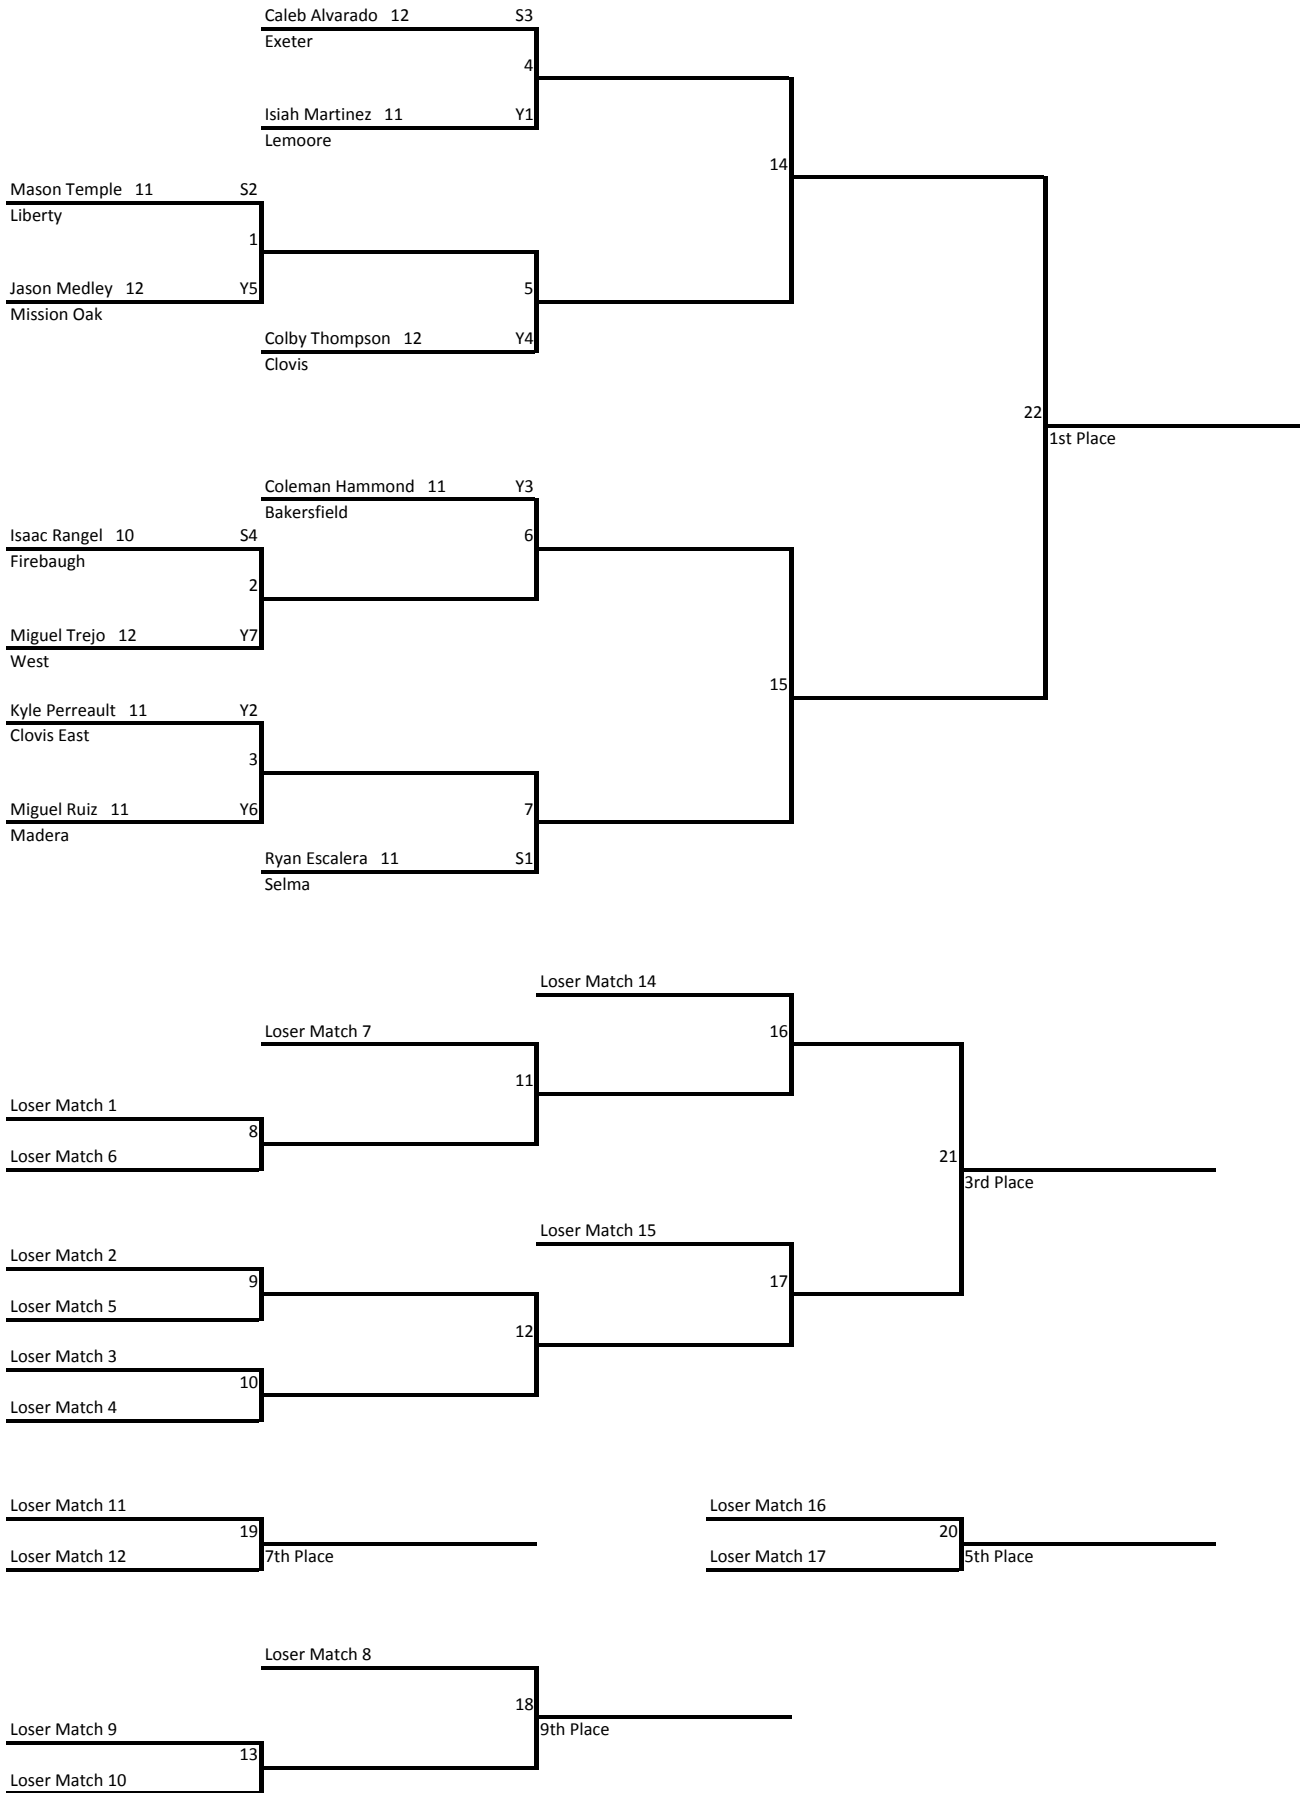 Caleb Alvarado 12 S3
Exeter
4
Isiah Martinez 11 Y1
Lemoore
14
Mason Temple 11 S2
Liberty
1
Jason Medley 12 Y5
Mission Oak
5
Colby Thompson 12 Y4
Clovis
22
1st Place
Coleman Hammond 11 Y3
Bakersfield
6
Isaac Rangel 10 S4
Firebaugh
2
Miguel Trejo 12 Y7
West
15
Kyle Perreault 11 Y2
Clovis East
3
Miguel Ruiz 11 Y6
Madera
7
Ryan Escalera 11 S1
Selma
Loser Match 14
Loser Match 7
16
11
Loser Match 1
8
Loser Match 6
21
3rd Place
Loser Match 15
Loser Match 2
9
17
Loser Match 5
12
Loser Match 3
10
Loser Match 4
Loser Match 11
19
Loser Match 12
7th Place
Loser Match 16
20
Loser Match 17
5th Place
Loser Match 8
18
9th Place
Loser Match 9
13
Loser Match 10